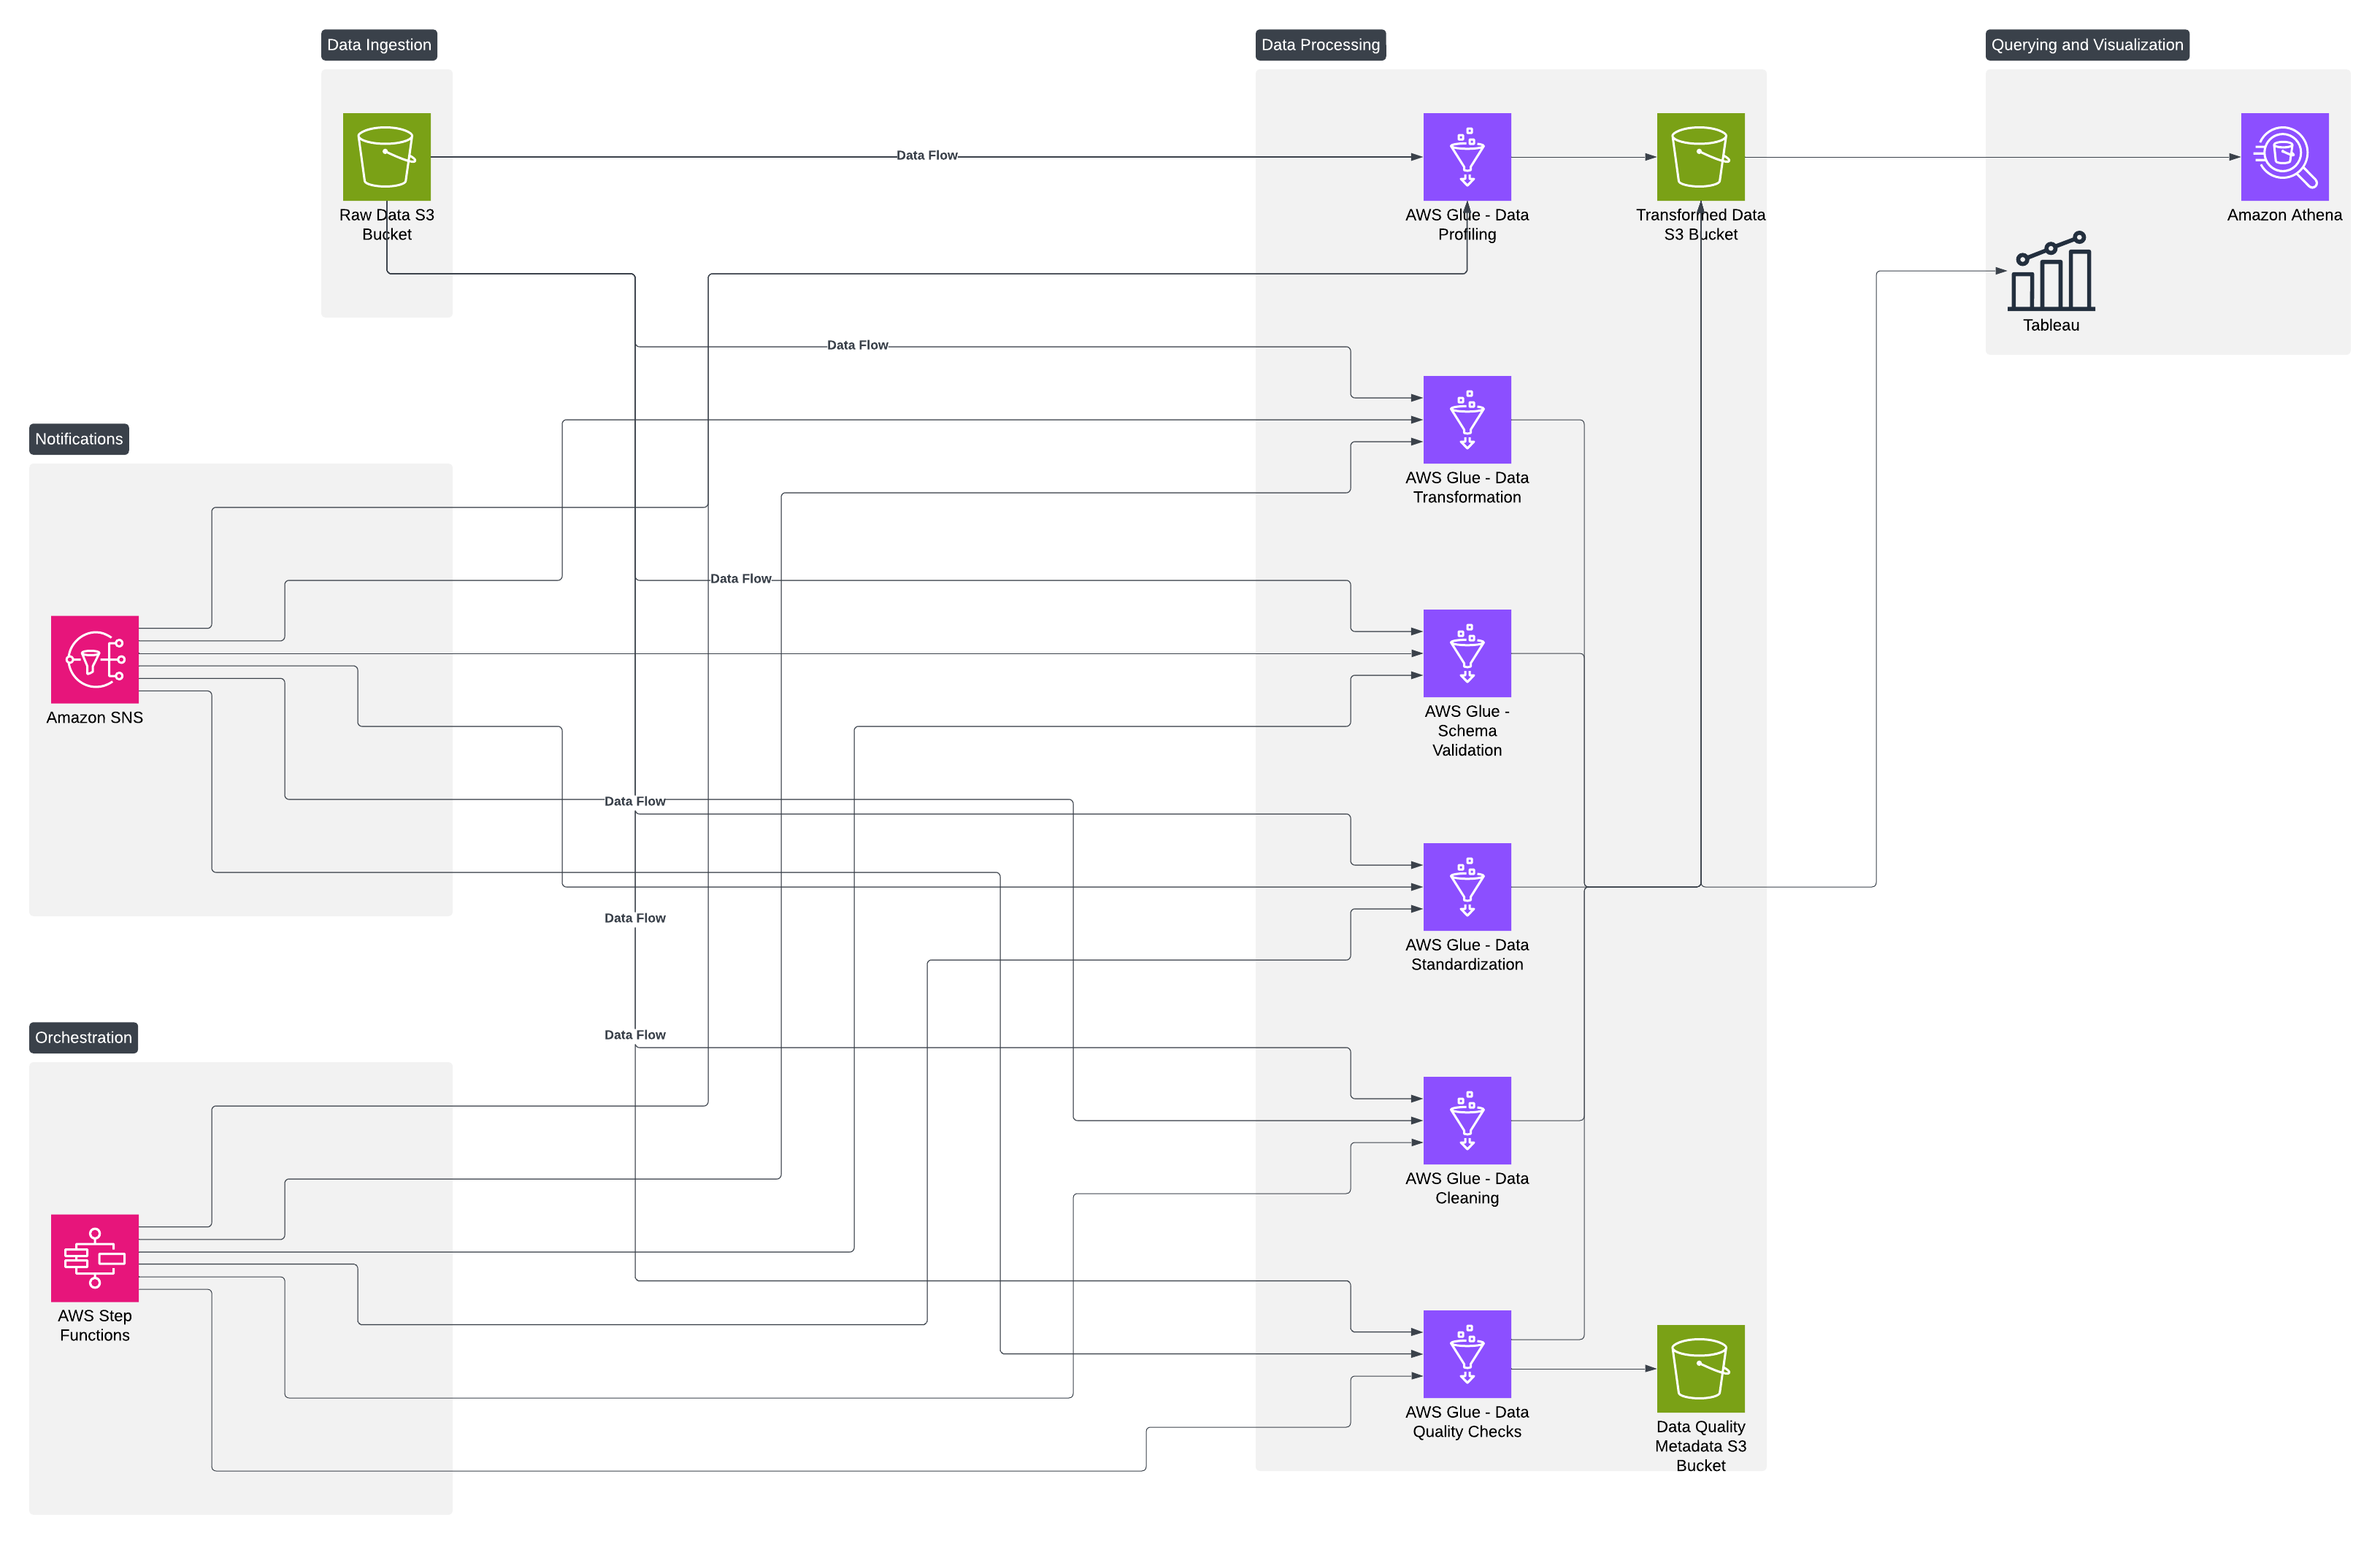 Data Ingestion
Data Processing
Querying and Visualization
Data Flow
Raw Data S3
Bucket
AWS Glue - Data
Profiling
Transformed Data
S3 Bucket
Amazon Athena
Tableau
Data Flow
Notifications
AWS Glue - Data
Transformation
Data Flow
Amazon SNS
AWS Glue -
Schema
Validation
Data Flow
Data Flow
AWS Glue - Data
Standardization
Orchestration
Data Flow
AWS Glue - Data
Cleaning
AWS Step
Functions
AWS Glue - Data
Quality Checks
Data Quality
Metadata S3
Bucket